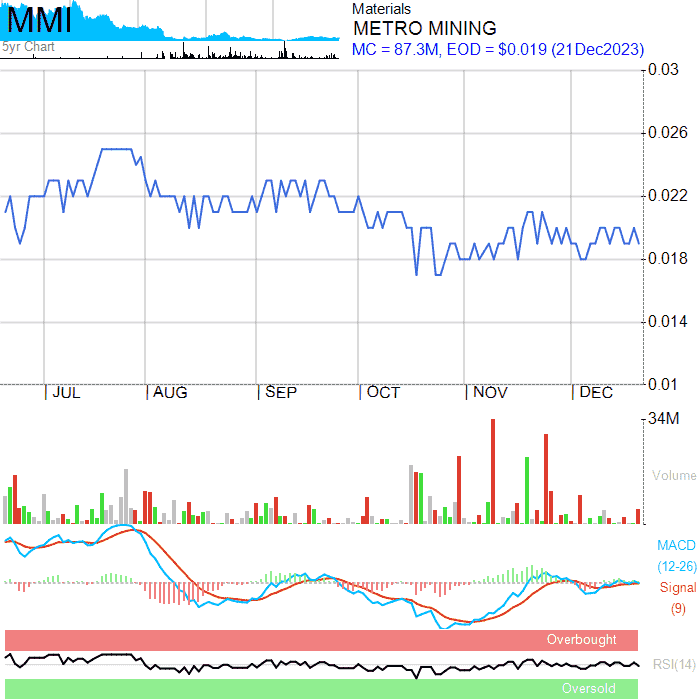 MMI
5yr Chart
Materials
METRO MINING
MC = 87.3M, EOD = $0.019 (21Dec2023)
0.03
0.026
0.022
0.018
0.014
0.01
JUL AUG SEP OCT NOV DEC
34M
Volume
MACD
(12-26)
Signal
(9)
Overbought
RSI(14)
Oversold